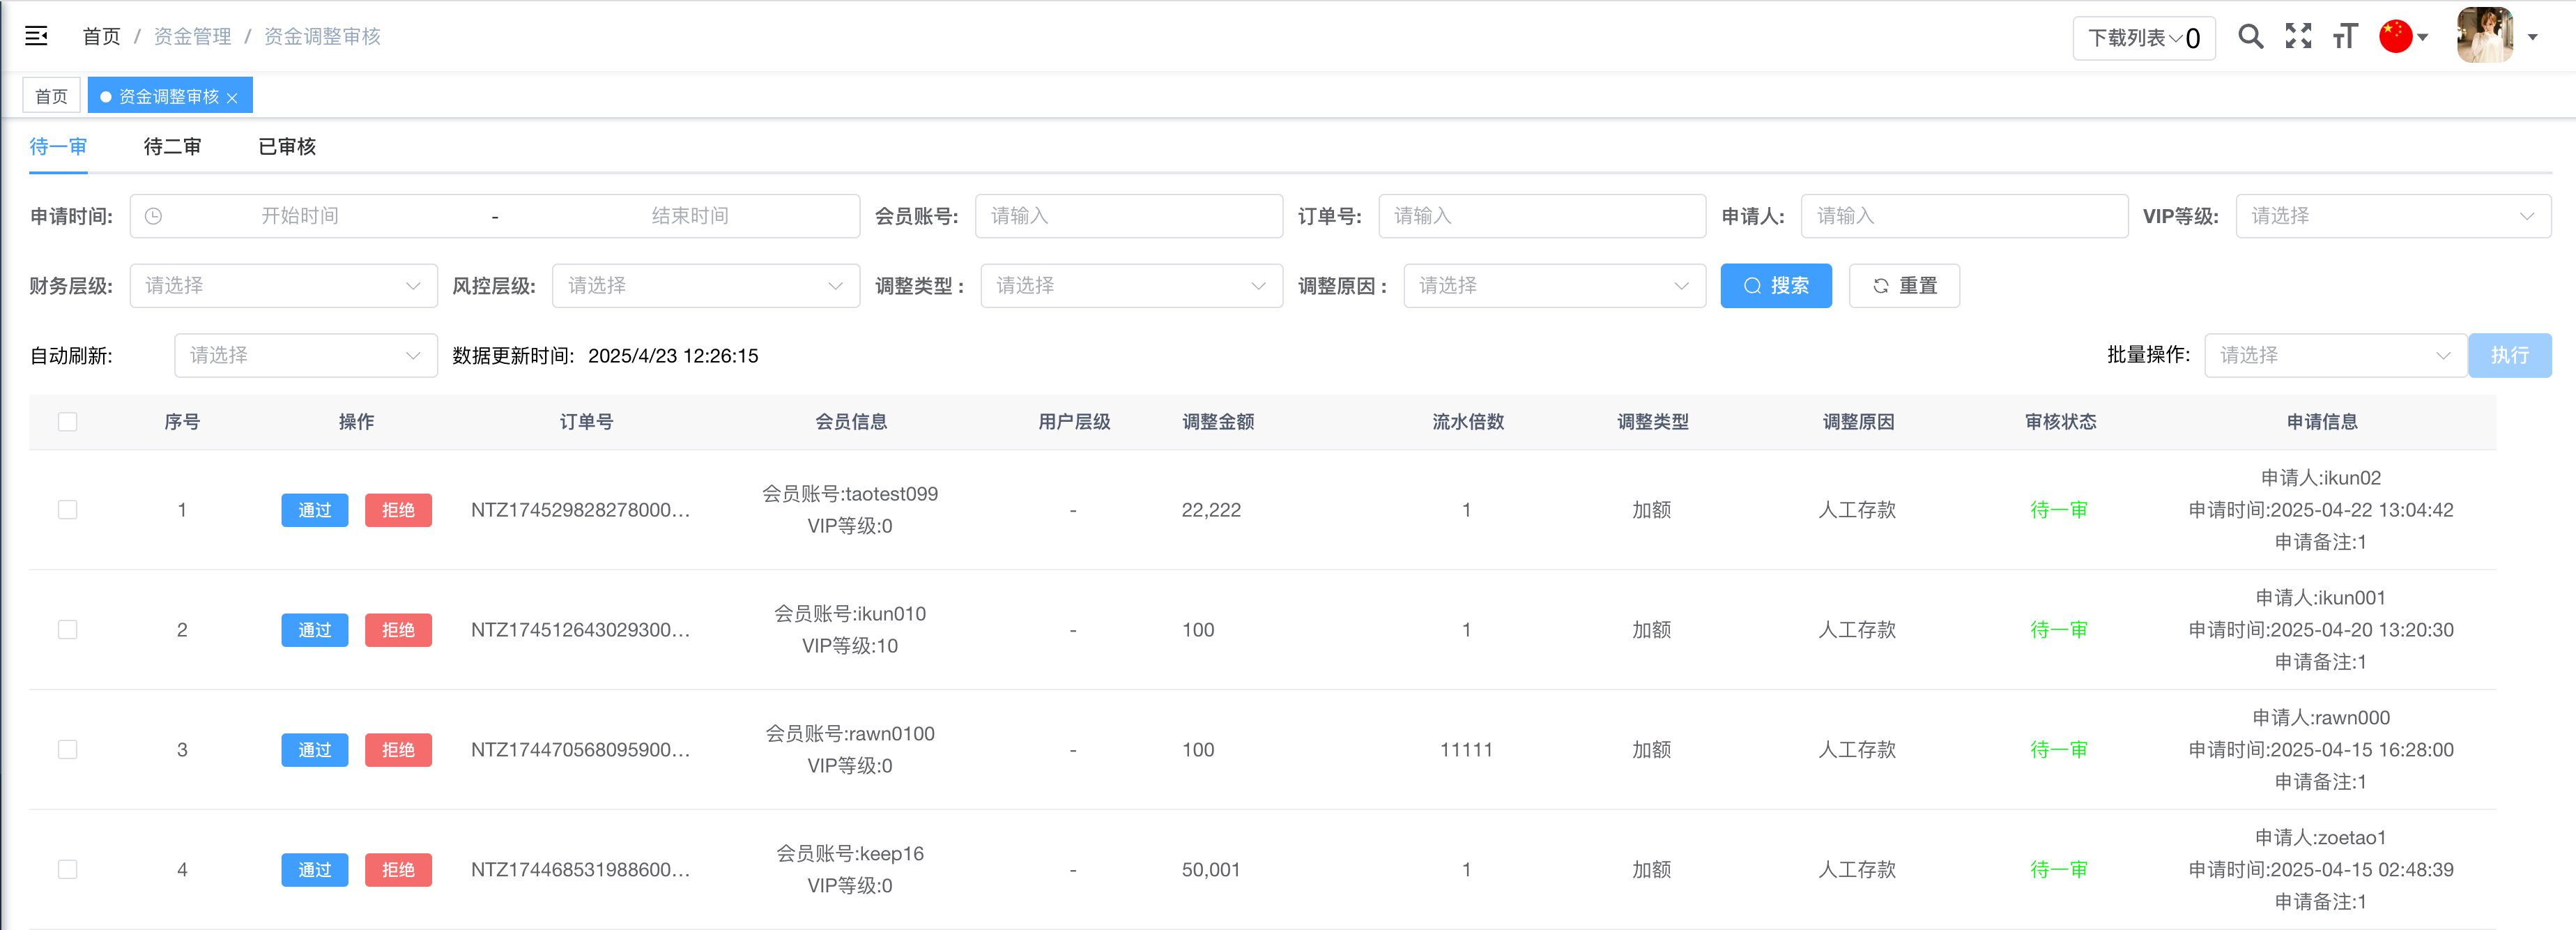 首页 / 资金管理 / 资金调整审核
下载列表 0
首页
资金调整审核
待一审 待二审 已审核
申请时间: 开始时间 - 结束时间 会员账号: 请输入 订单号: 请输入 申请人: 请输入 VIP等级: 请选择
财务层级: 请选择 风控层级: 请选择 调整类型： 请选择 调整原因： 请选择 搜索 重置
自动刷新: 请选择 数据更新时间: 2025/4/23 12:26:15 批量操作: 请选择 执行
序号 操作 订单号 会员信息 用户层级 调整金额 流水倍数 调整类型 调整原因 审核状态 申请信息
1 通过 拒绝 NTZ174529828278000... 会员账号:taotest099
VIP等级:0
- 22,222 1 加额 人工存款 待一审 申请人:ikun02
申请时间:2025-04-22 13:04:42
申请备注:1
2 通过 拒绝 NTZ174512643029300... 会员账号:ikun010
VIP等级:10
- 100 1 加额 人工存款 待一审 申请人:ikun001
申请时间:2025-04-20 13:20:30
申请备注:1
3 通过 拒绝 NTZ174470568095900... 会员账号:rawn0100
VIP等级:0
- 100 11111 加额 人工存款 待一审 申请人:rawn000
申请时间:2025-04-15 16:28:00
申请备注:1
4 通过 拒绝 NTZ174468531988600... 会员账号:keep16
VIP等级:0
- 50,001 1 加额 人工存款 待一审 申请人:zoetao1
申请时间:2025-04-15 02:48:39
申请备注:1